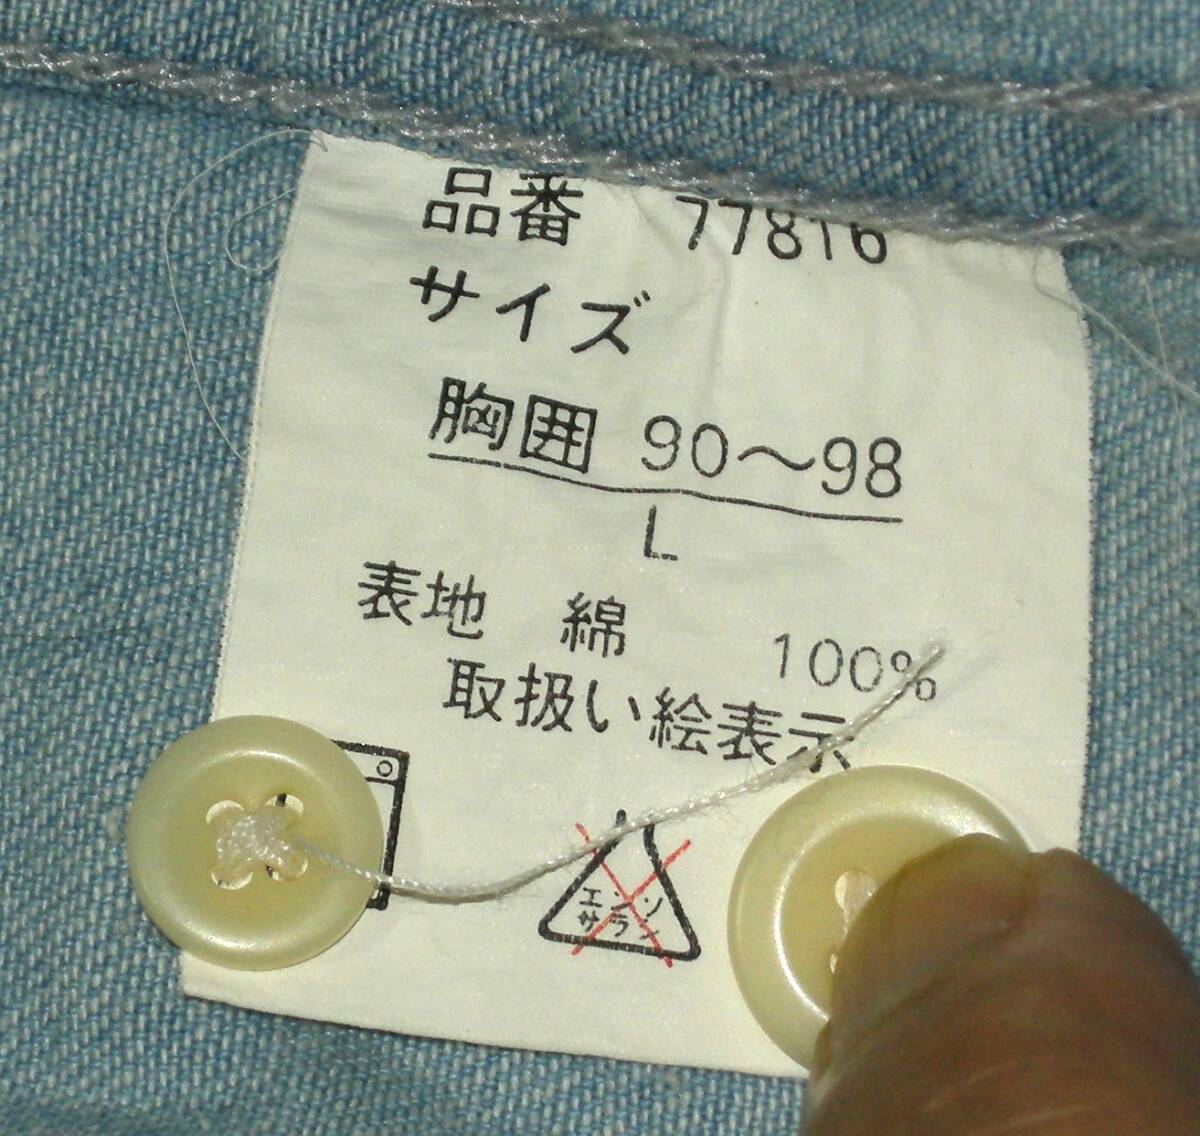 品番 77816
サイズ
胸囲 90～98
L
表地 綿 100%
取扱い絵表示
エンソ
サラシ